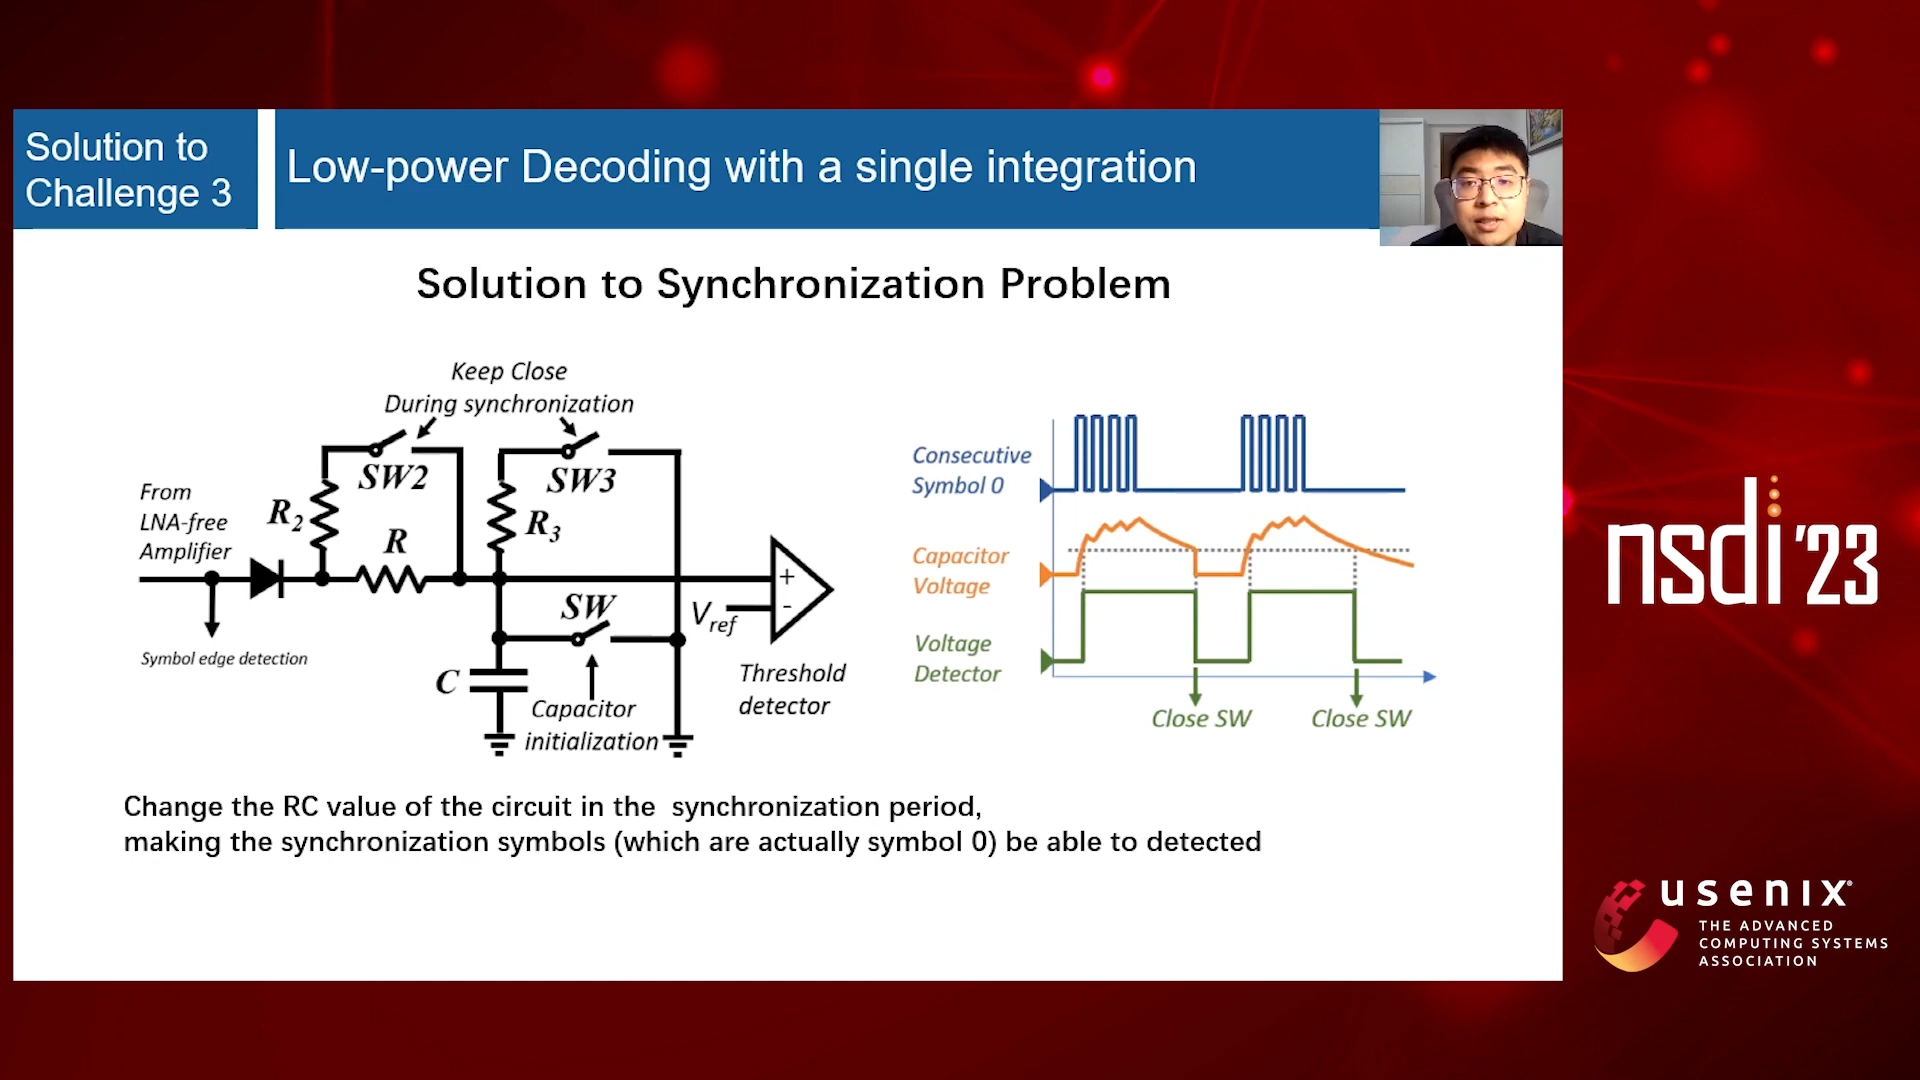 Solution to
Challenge 3
Low-power Decoding with a single integration
Solution to Synchronization Problem
Keep Close
During synchronization
SW2
SW3
From
LNA-free
Amplifier
R2
R
R3
SW
Vref
+
-
Symbol edge detection
C
Capacitor
initialization
Threshold
detector
Consecutive
Symbol 0
Capacitor
Voltage
Voltage
Detector
Close SW
Close SW
Change the RC value of the circuit in the  synchronization period,
making the synchronization symbols (which are actually symbol 0) be able to detected
nsdi '23
usenix®
THE ADVANCED
COMPUTING SYSTEMS
ASSOCIATION